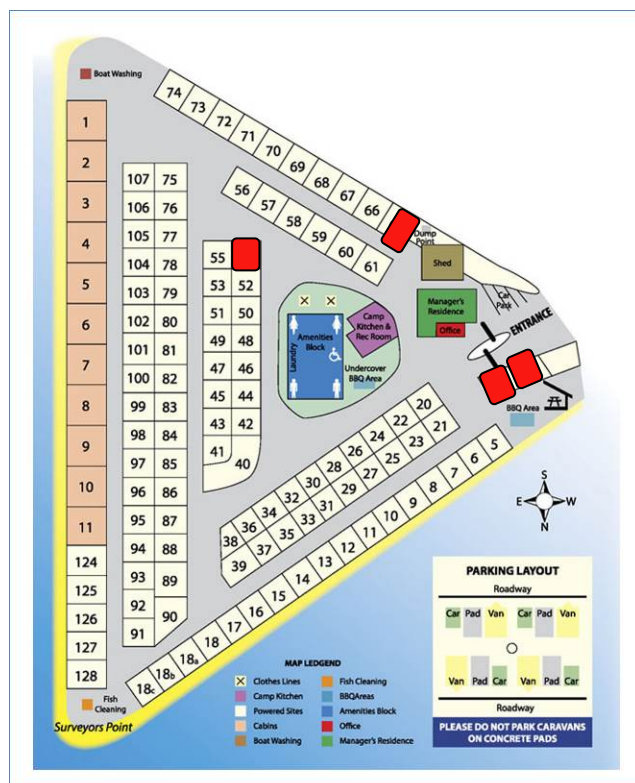 Boat Washing
74
73
72
71
70
69
68
67
66
Dump
Point
Shed
Car
Park
ENTRANCE
Manager's
Residence
Office
56
57
58
59
60
61
1
2
3
4
5
6
7
8
9
10
11
124
125
126
127
128
107 75
106 76
105 77
104 78
103 79
102 80
101 81
100 82
99 83
98 84
97 85
96 86
95 87
94 88
93 89
92 90
91
55
53 52
51 50
49 48
47 46
45 44
43 42
41 40
Laundry
Amenities
Block
Camp
Kitchen &
Rec Room
Undercover
BBQ Area
BBQ Area
20
22 21
24 23
26 25
28 27
30 29
32 31
34 33
36 35
38 37
39
5
6
7
8
9
10
11
12
13
14
15
16
17
18
18a
18b
18c
S
E W
N
Fish
Cleaning
Surveyors Point
MAP LEDGEND
Clothes Lines
Camp Kitchen
Powered Sites
Cabins
Boat Washing
Fish Cleaning
BBQAreas
Amenities Block
Office
Manager's Residence
PARKING LAYOUT
Roadway
Car Pad Van Car Pad Van
Van Pad Car Van Pad Car
Roadway
PLEASE DO NOT PARK CARAVANS
ON CONCRETE PADS